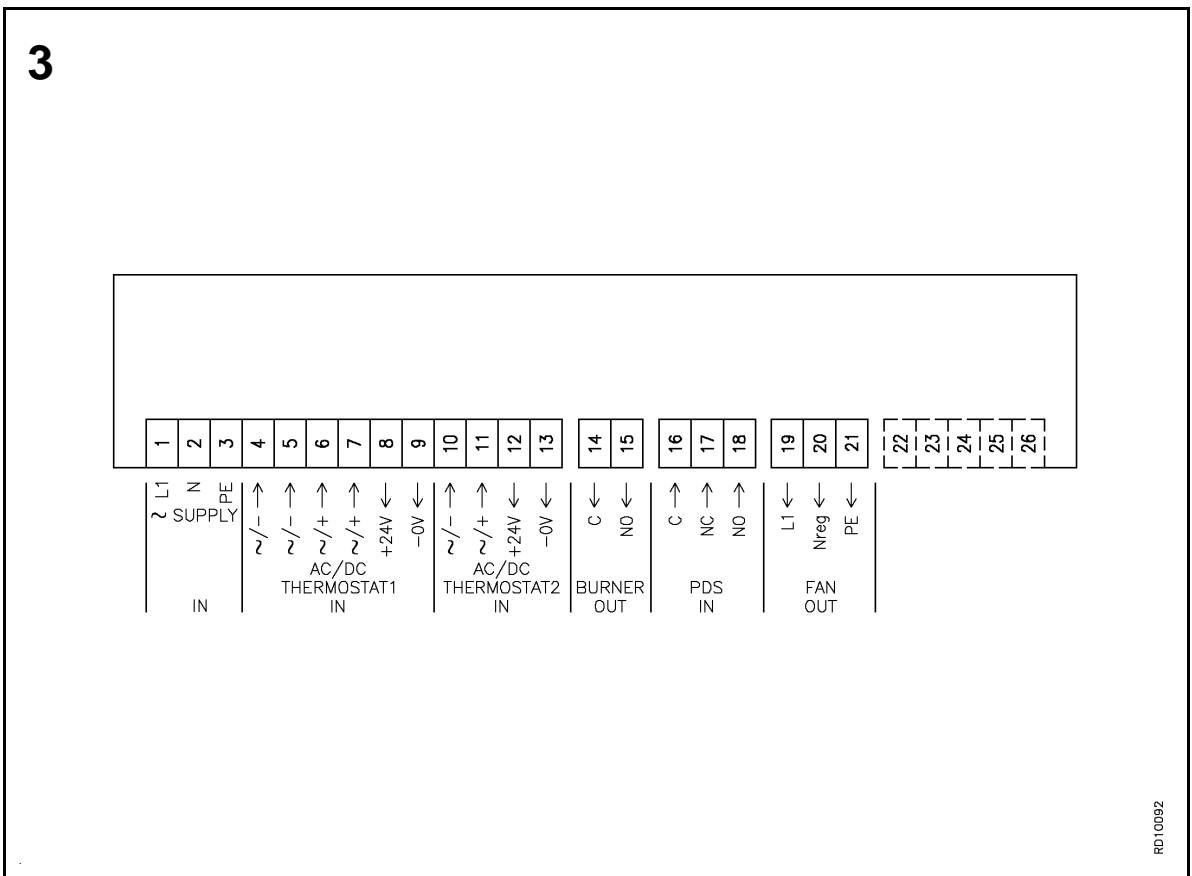 3
1 2 3 4 5 6 7 8 9 10 11 12 13 14 15 16 17 18 19 20 21 22 23 24 25 26
L1 N PE ~/- → ~/- → ~/+ → ~/+ → +24V ← -0V ← ~/- → ~/+ → +24V ← -0V ← C ← NO ← C → NC → NO → L1 ← Nreg ← PE ←
~ SUPPLY
AC/DC AC/DC
THERMOSTAT1 THERMOSTAT2 BURNER PDS FAN
IN IN IN OUT IN OUT
RD10092